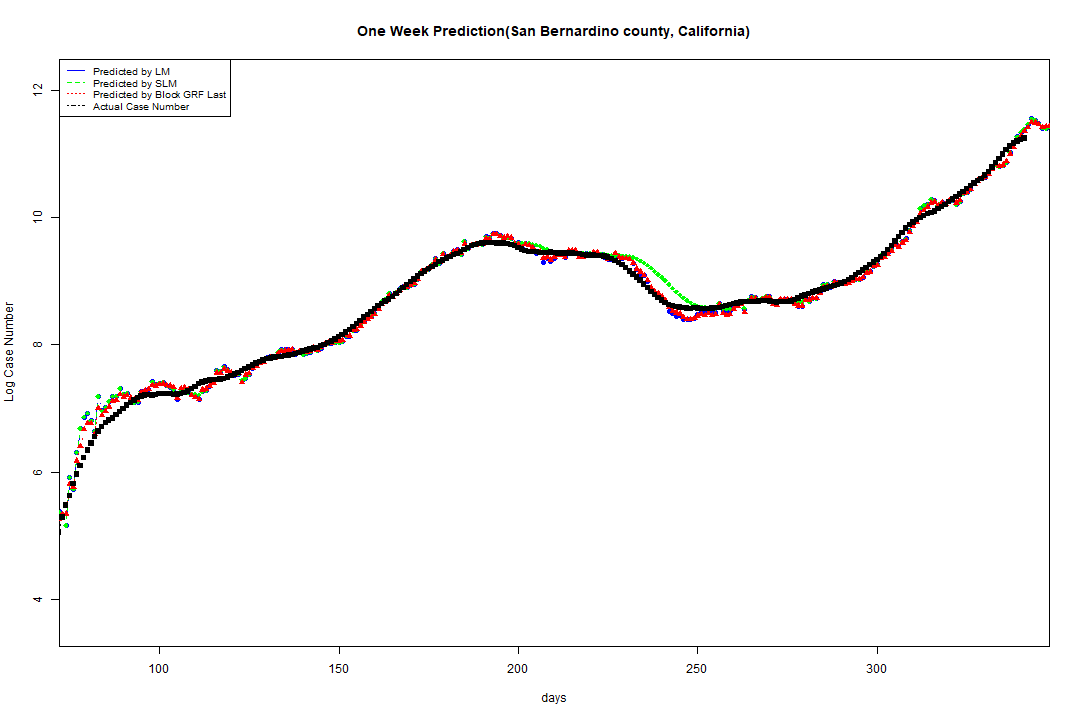 One Week Prediction(San Bernardino county, California)
Predicted by LM
Predicted by SLM
Predicted by Block GRF Last
Actual Case Number
12
10
8
6
4
Log Case Number
100 150 200 250 300
days